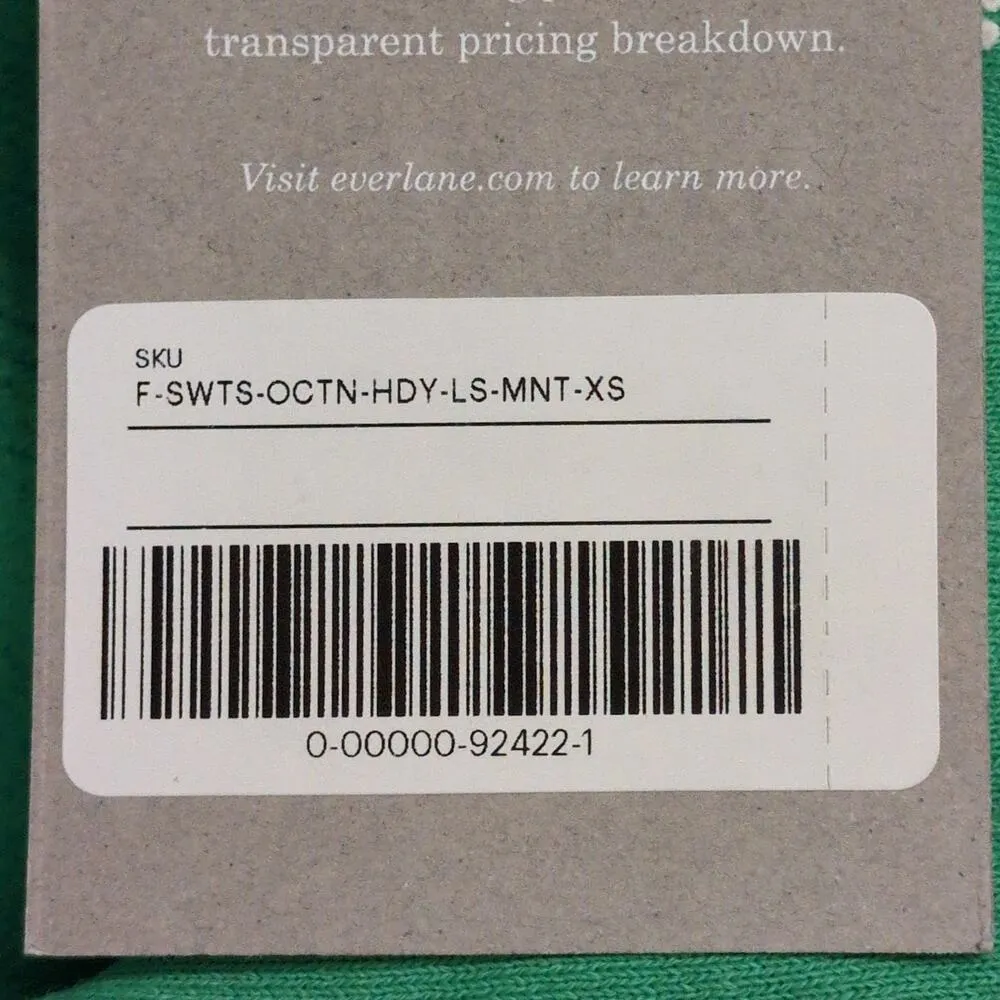 transparent pricing breakdown.
Visit everlane.com to learn more.
SKU
F-SWTS-OCTN-HDY-LS-MNT-XS
0-00000-92422-1